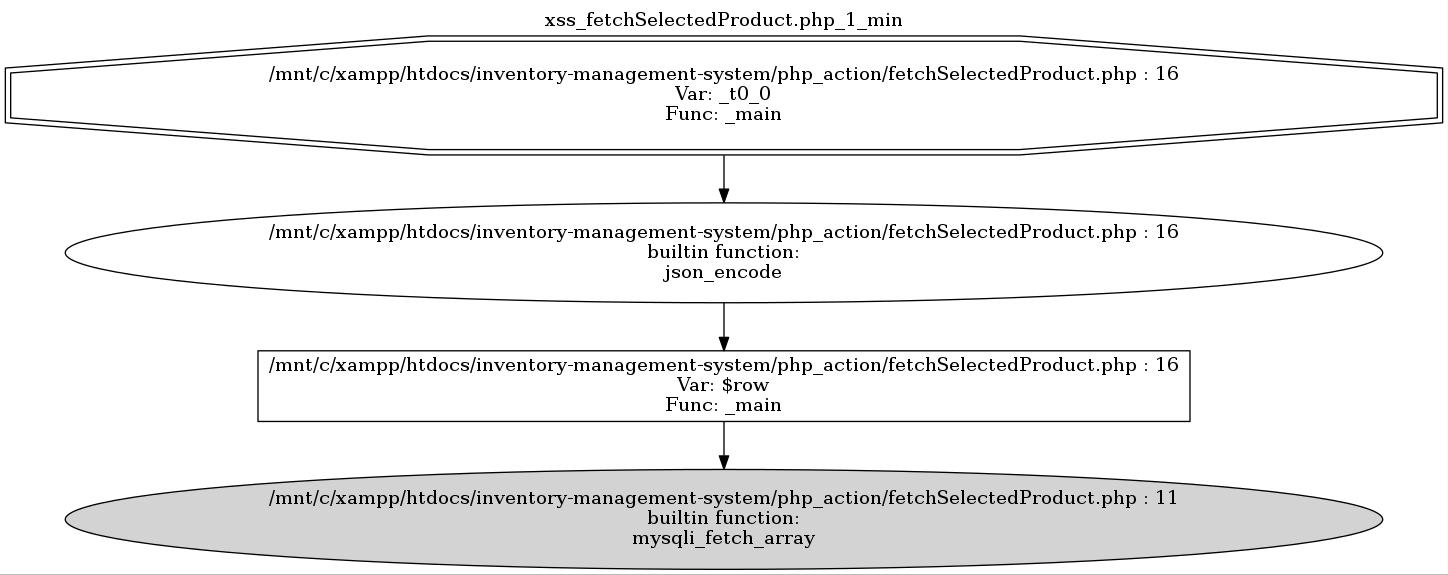 xss_fetchSelectedProduct.php_1_min
/mnt/c/xampp/htdocs/inventory-management-system/php_action/fetchSelectedProduct.php : 16
Var: _t0_0
Func: _main
/mnt/c/xampp/htdocs/inventory-management-system/php_action/fetchSelectedProduct.php : 16
builtin function:
json_encode
/mnt/c/xampp/htdocs/inventory-management-system/php_action/fetchSelectedProduct.php : 16
Var: $row
Func: _main
/mnt/c/xampp/htdocs/inventory-management-system/php_action/fetchSelectedProduct.php : 11
builtin function:
mysqli_fetch_array